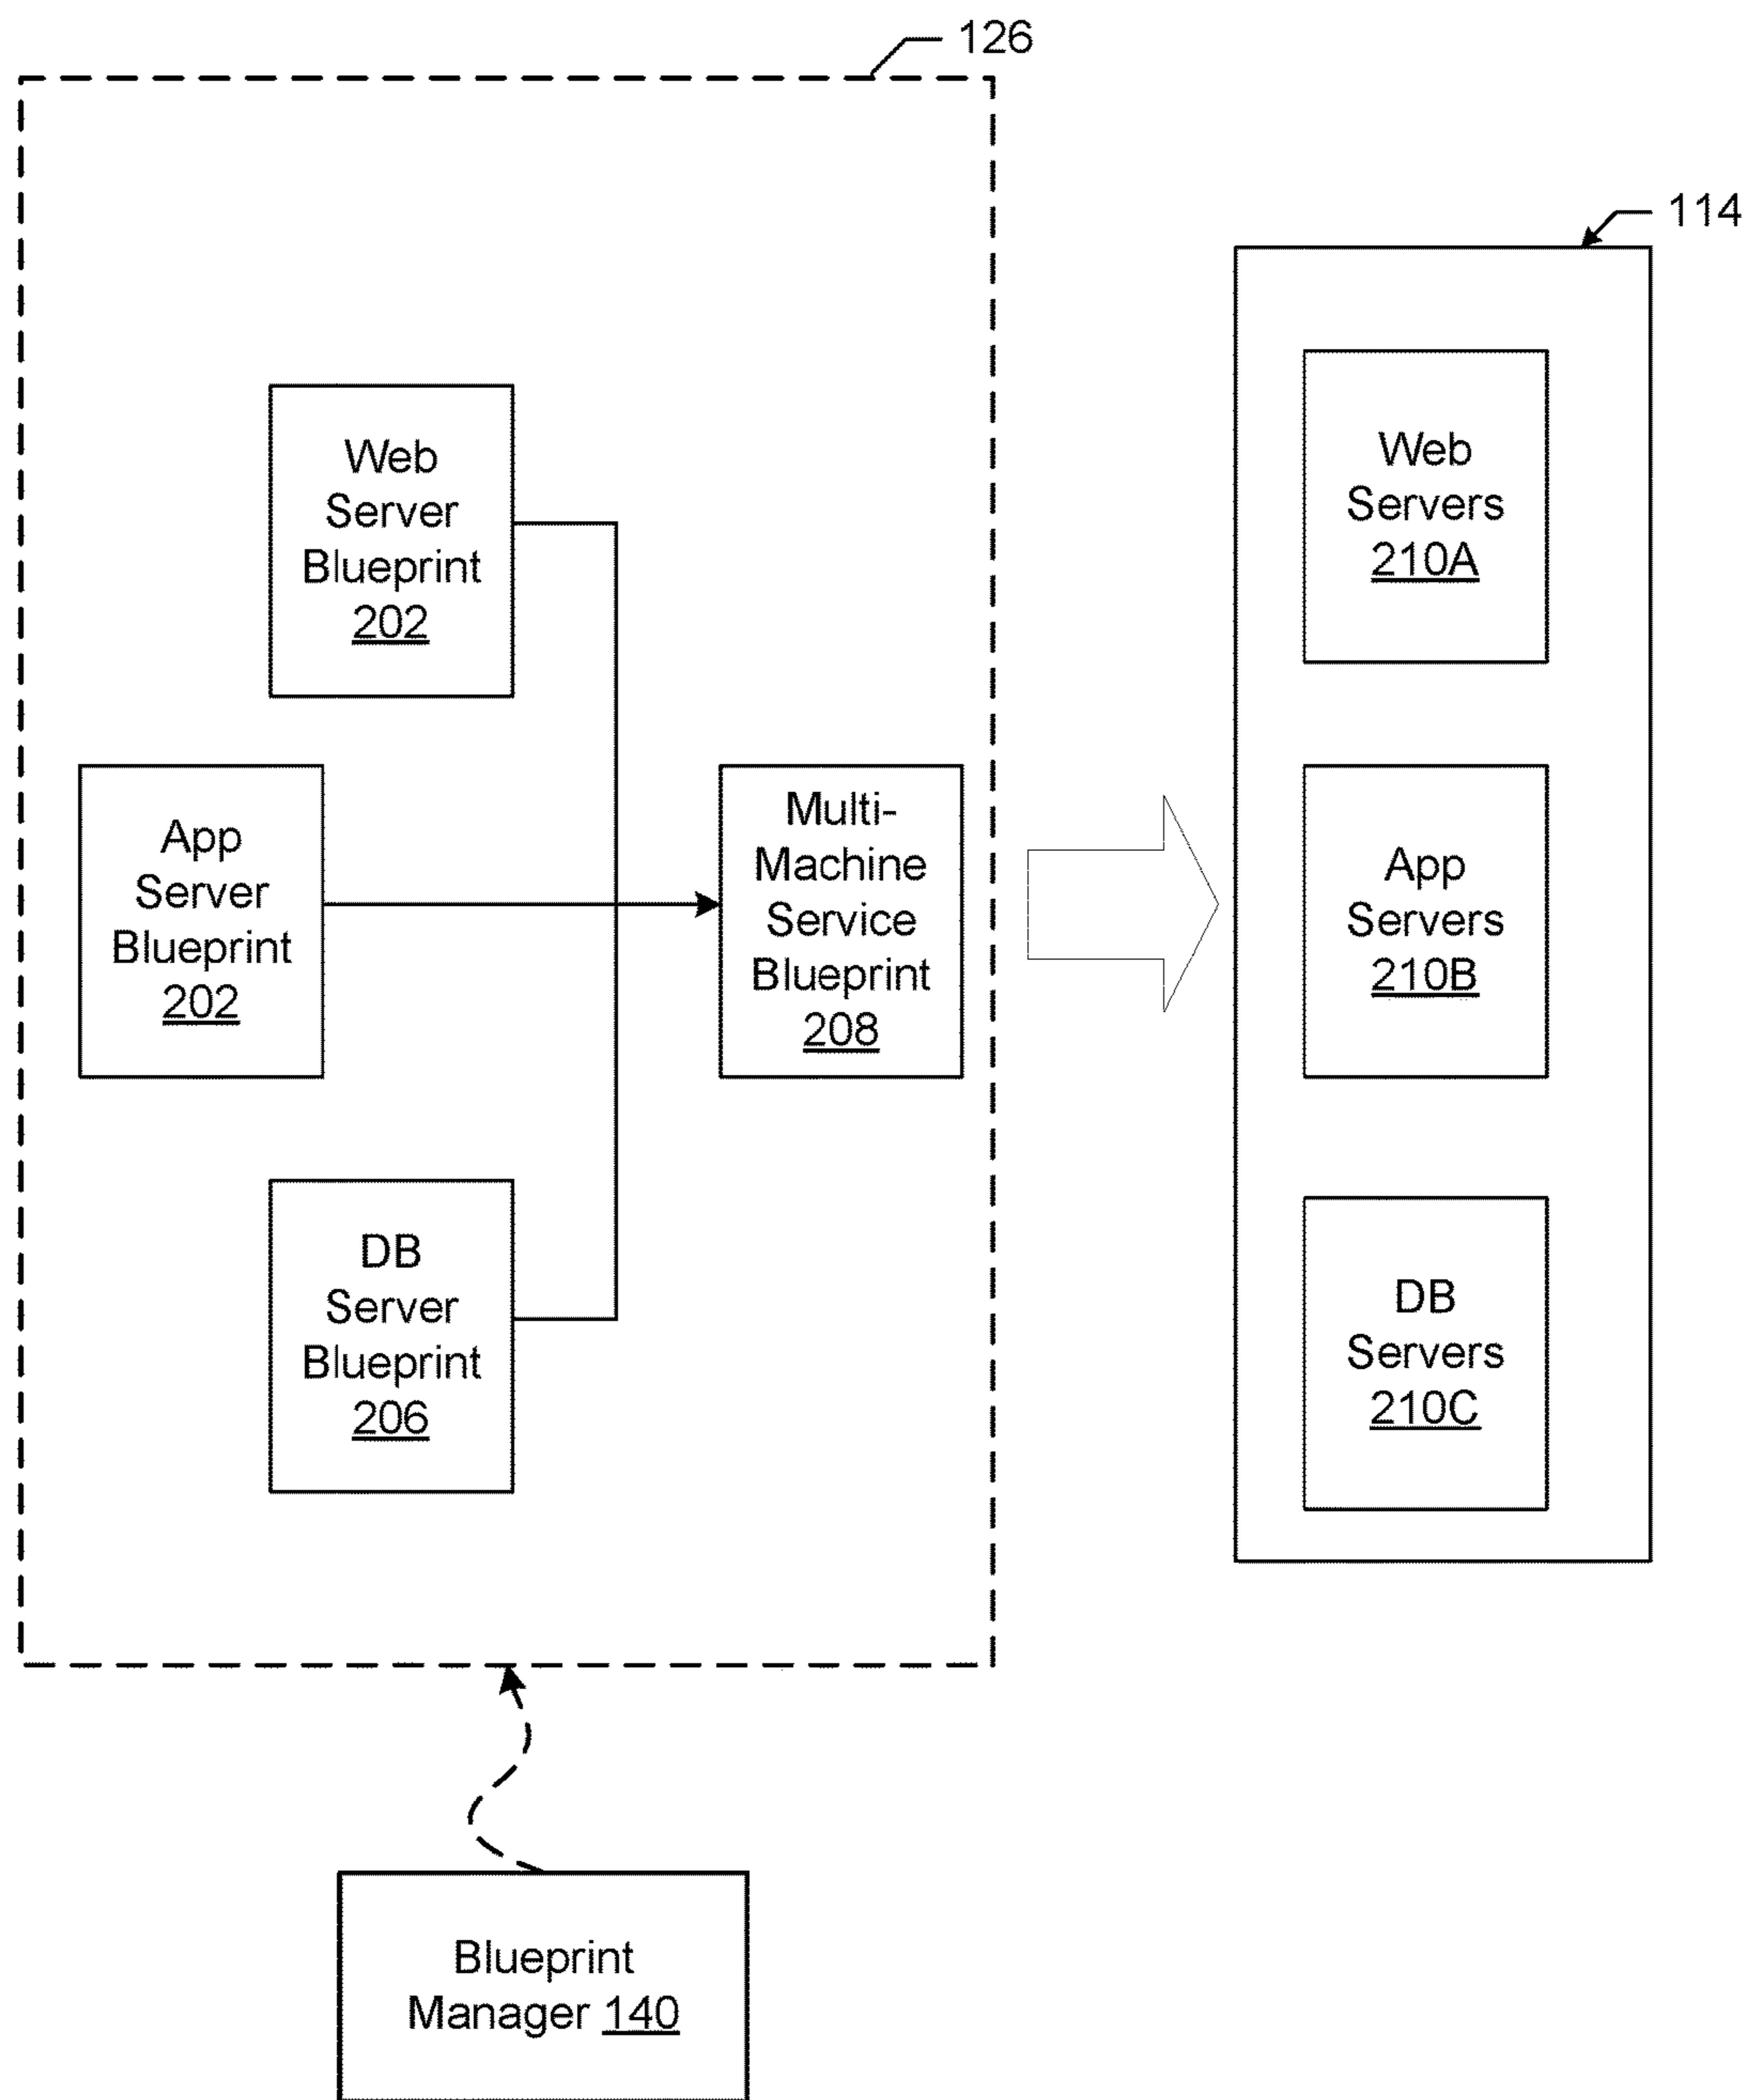 126
114
Web
Server
Blueprint
202
App
Server
Blueprint
202
DB
Server
Blueprint
206
Multi-
Machine
Service
Blueprint
208
Web
Servers
210A
App
Servers
210B
DB
Servers
210C
Blueprint
Manager 140